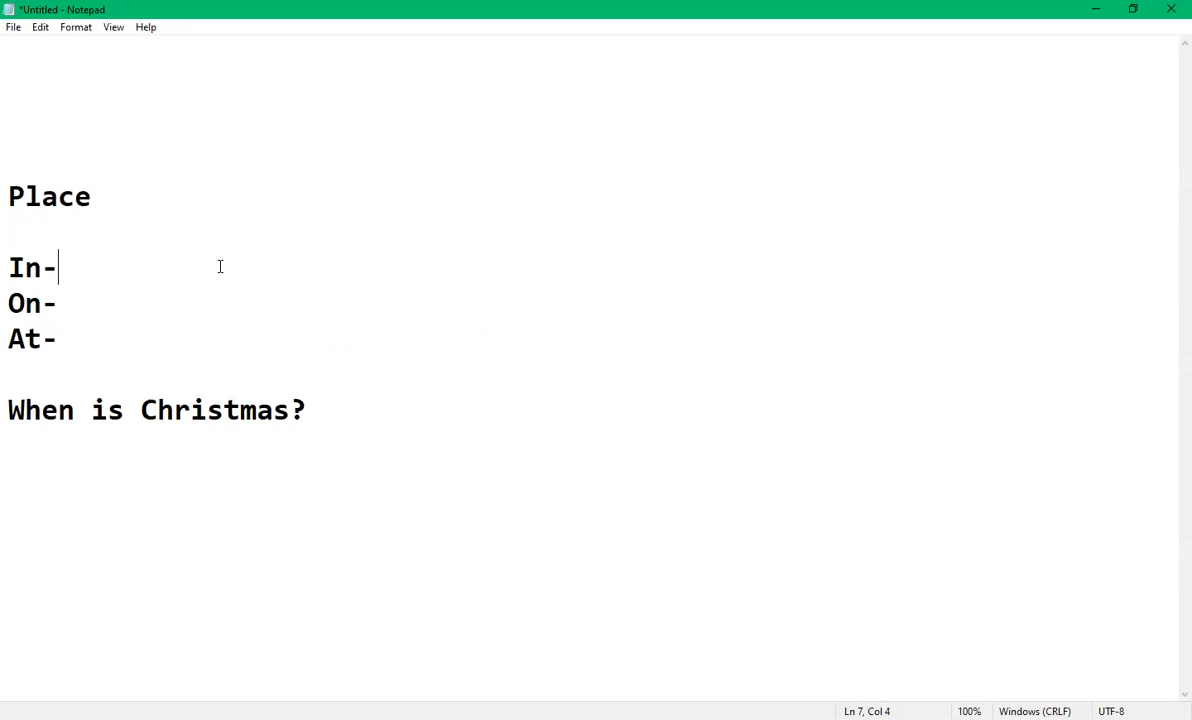 *Untitled - Notepad
File Edit Format View Help
Place
In-
On-
At-
When is Christmas?
Ln 7, Col 4 100% Windows (CRLF) UTF-8